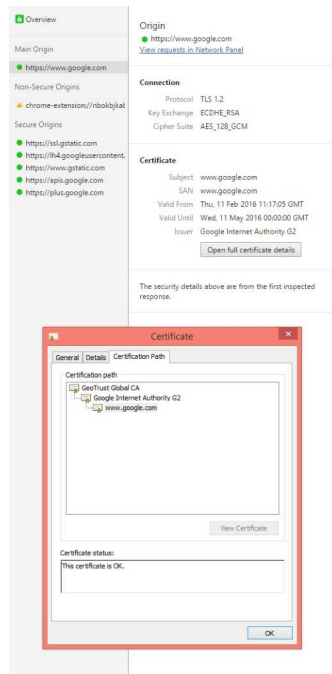 Overview
Main Origin
https://www.google.com
Non-Secure Origins
chrome-extension://nbokbjkal
Secure Origins
https://ssl.gstatic.com
https://lh4.googleusercontent.
https://www.gstatic.com
https://apis.google.com
https://plus.google.com
Origin
https://www.google.com
View requests in Network Panel
Connection
Protocol TLS 1.2
Key Exchange ECDHE_RSA
Cipher Suite AES_128_GCM
Certificate
Subject www.google.com
SAN www.google.com
Valid From Thu, 11 Feb 2016 11:17:05 GMT
Valid Until Wed, 11 May 2016 00:00:00 GMT
Issuer Google Internet Authority G2
Open full certificate details
The security details above are from the first inspected
response.
Certificate
General Details Certification Path
Certification path
GeoTrust Global CA
Google Internet Authority G2
www.google.com
View Certificate
Certificate status:
This certificate is OK.
OK